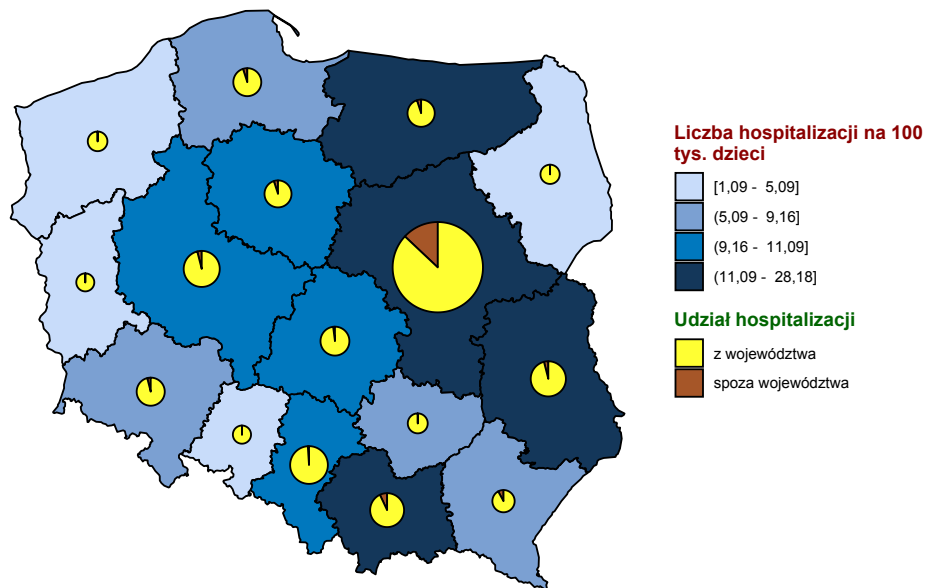 Liczba hospitalizacji na 100
tys. dzieci
[1,09 - 5,09]
(5,09 - 9,16]
(9,16 - 11,09]
(11,09 - 28,18]
Udział hospitalizacji
z województwa
spoza województwa